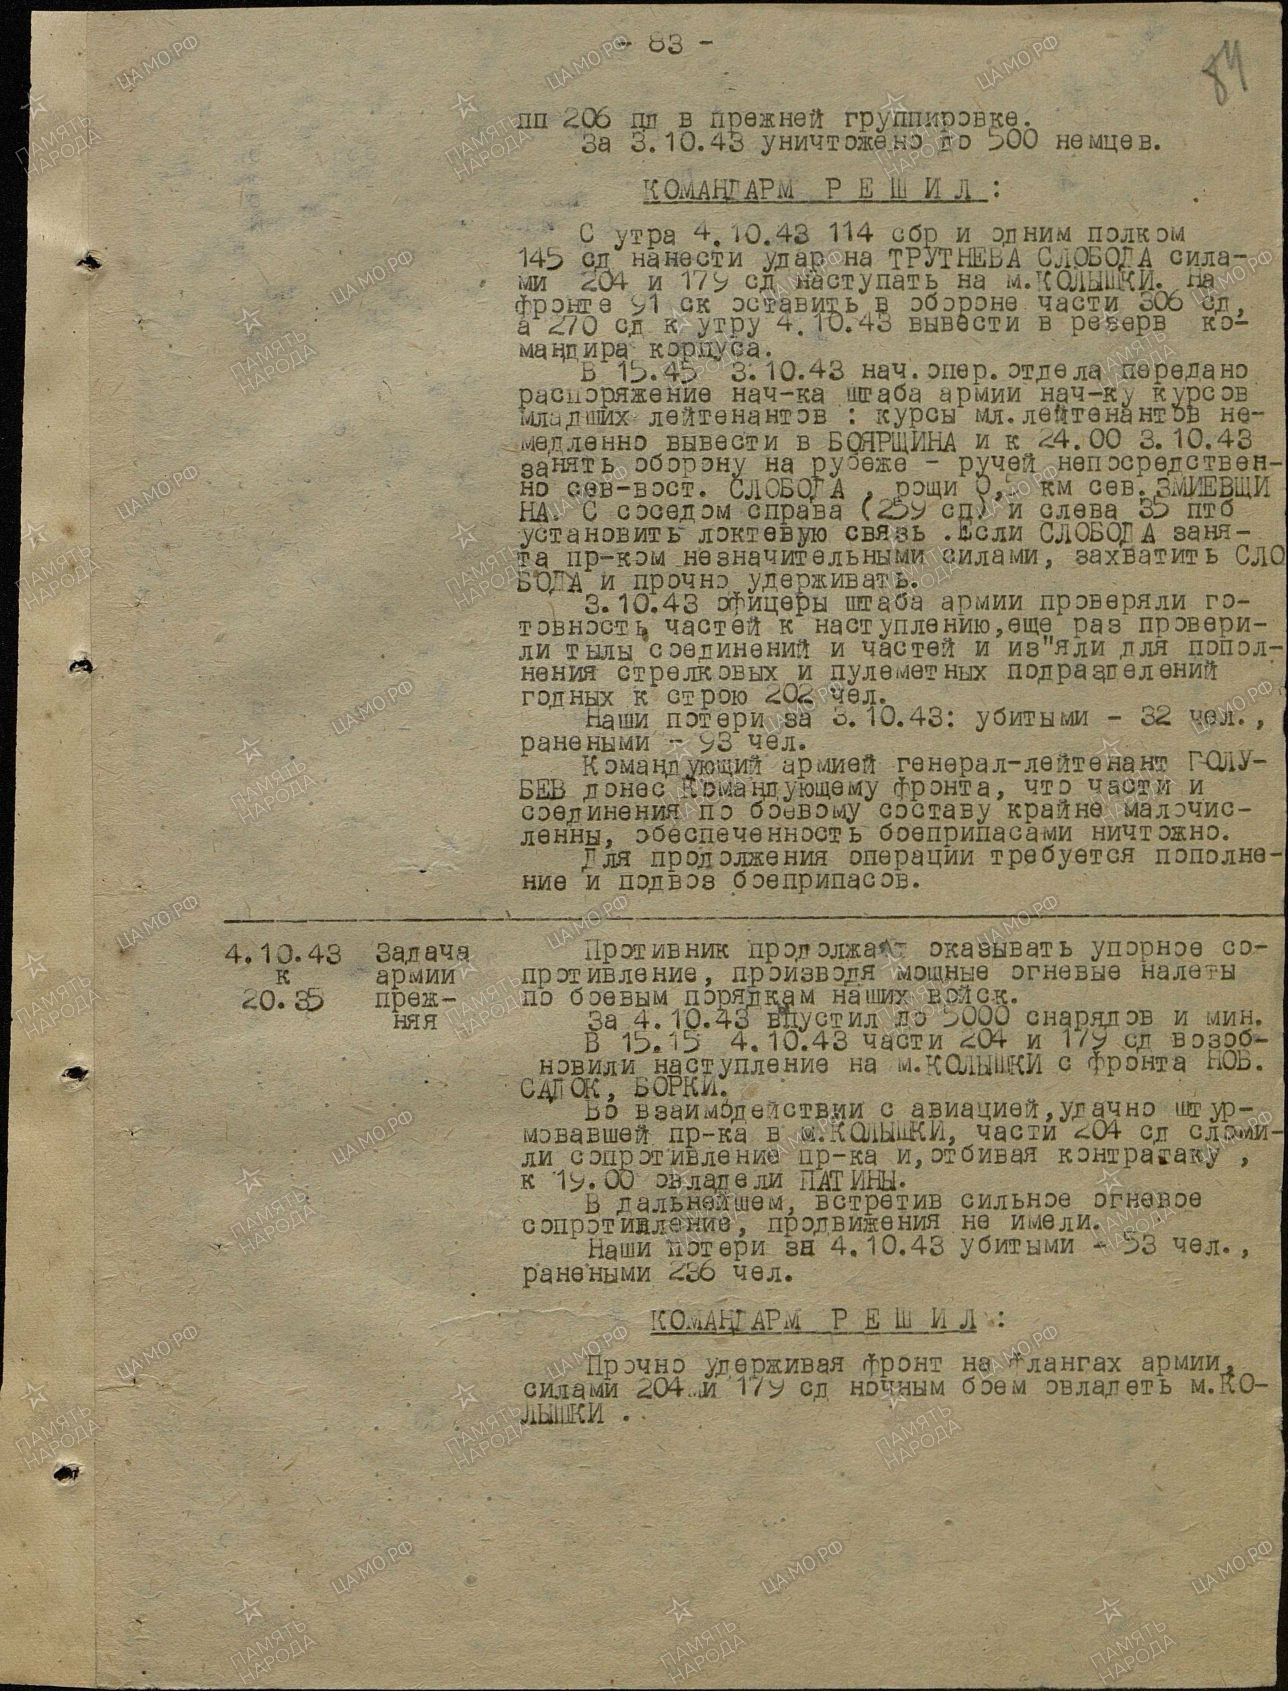 - 83 -
84
пп 206 пд в прежней группировке.
За 3.10.43 уничтожено до 500 немцев.
КОМАНДАРМ Р Е Ш И Л :
С утра 4.10.43 114 сбр и одним полком
145 сд нанести удар на ТРУТНЕВА СЛОБОДА сила-
ми 204 и 179 сд наступать на м.КОЛЫШКИ. На
фронте 91 ск оставить в обороне части 306 сд,
а 270 сд к утру 4.10.43 вывести в резерв ко-
мандира корпуса.
В 15.45 3.10.43 нач.опер.отдела передано
распоряжение нач-ка штаба армии нач-ку курсов
младших лейтенантов : курсы мл.лейтенантов не-
медленно вывести в БОЯРЩИНА и к 24.00 3.10.43
занять оборону на рубеже - ручей непосредствен-
но сев-вост. СЛОБОДА , рощи 0,5 км сев.ЗМИЕВЩИ
НА. С соседом справа (259 сд) и слева 35 птб
установить локтевую связь .Если СЛОБОДА заня-
та пр-ком незначительными силами, захватить СЛО
БОДА и прочно удерживать.
3.10.43 офицеры штаба армии проверяли го-
товность частей к наступлению,еще раз провери-
ли тылы соединений и частей и из"яли для попол-
нения стрелковых и пулеметных подразделений
годных к строю 202 чел.
Наши потери за 3.10.43: убитыми - 32 чел.,
ранеными - 93 чел.
Командующий армией генерал-лейтенант ГОЛУ-
БЕВ донес Командующему фронта, что части и
соединения по боевому составу крайне малочис-
ленны, обеспеченность боеприпасами ничтожно.
Для продолжения операции требуется пополне-
ние и подвоз боеприпасов.
4.10.43 Задача Противник продолжает оказывать упорное со-
к армии противление, производя мощные огневые налеты
20.35 преж- по боевым порядкам наших войск.
няя За 4.10.43 впустил до 5000 снарядов и мин.
В 15.15 4.10.43 части 204 и 179 сд возоб-
новили наступление на м.КОЛЫШКИ с фронта НОВ.
САДОК, БОРКИ.
Во взаимодействии с авиацией,удачно штур-
мовавшей пр-ка в м.КОЛЫШКИ, части 204 сд сломи-
ли сопротивление пр-ка и,отбивая контратаку ,
к 19.00 овладели ПАТИНЫ.
В дальнейшем, встретив сильное огневое
сопротивление, продвижения не имели.
Наши потери зн 4.10.43 убитыми - 53 чел.,
ранеными 236 чел.
КОМАНДАРМ Р Е Ш И Л :
Прочно удерживая фронт на флангах армии,
силами 204 и 179 сд ночным боем овладеть м.КО-
ЛЫШКИ .